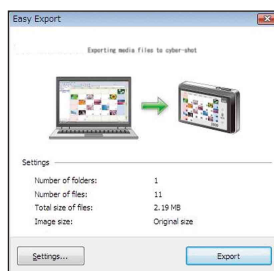 Easy Export
Exporting media files to cyber-shot
Settings
Number of folders: 1
Number of files: 11
Total size of files: 2.19 MB
Image size: Original size
Settings...
Export